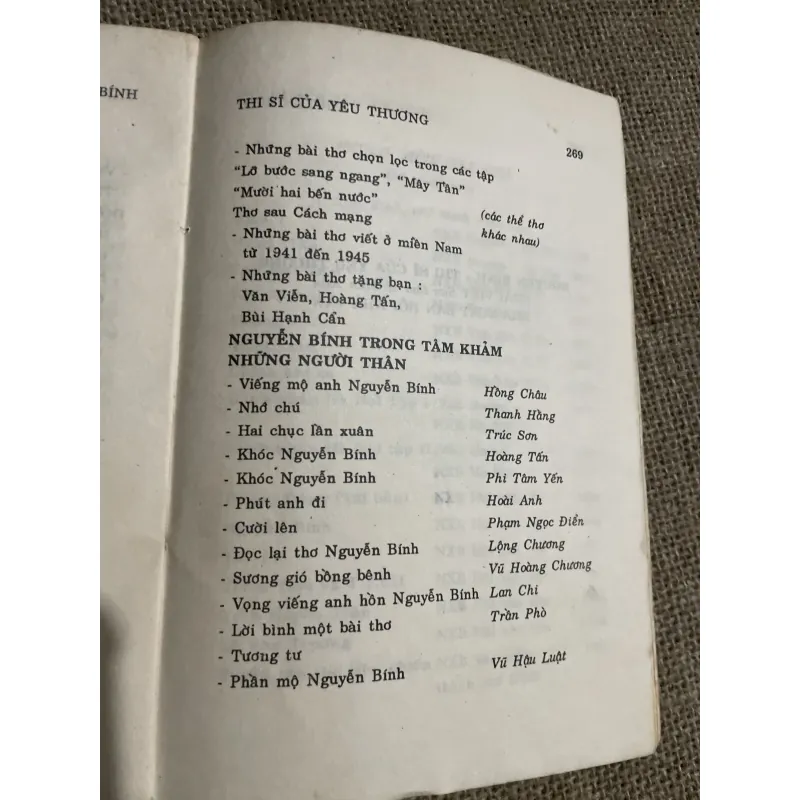 BÍNH
THI SĨ CỦA YÊU THƯƠNG
269
- Những bài thơ chọn lọc trong các tập
"Lỡ bước sang ngang", "Mây Tần"
"Mười hai bến nước"
Thơ sau Cách mạng (các thể thơ
khác nhau)
- Những bài thơ viết ở miền Nam
từ 1941 đến 1945
- Những bài thơ tặng bạn :
Văn Viễn, Hoàng Tấn,
Bùi Hạnh Cẩn
NGUYỄN BÍNH TRONG TÂM KHẢM
NHỮNG NGƯỜI THÂN
- Viếng mộ anh Nguyễn Bính Hồng Châu
- Nhớ chú Thanh Hằng
- Hai chục lần xuân Trúc Sơn
- Khóc Nguyễn Bính Hoàng Tấn
- Khóc Nguyễn Bính Phi Tâm Yến
- Phút anh đi Hoài Anh
- Cười lên Phạm Ngọc Điển
- Đọc lại thơ Nguyễn Bính Lộng Chương
- Sương gió bồng bênh Vũ Hoàng Chương
- Vọng viếng anh hồn Nguyễn Bính Lan Chi
- Lời bình một bài thơ Trần Phò
- Tương tư
- Phần mộ Nguyễn Bính Vũ Hậu Luật